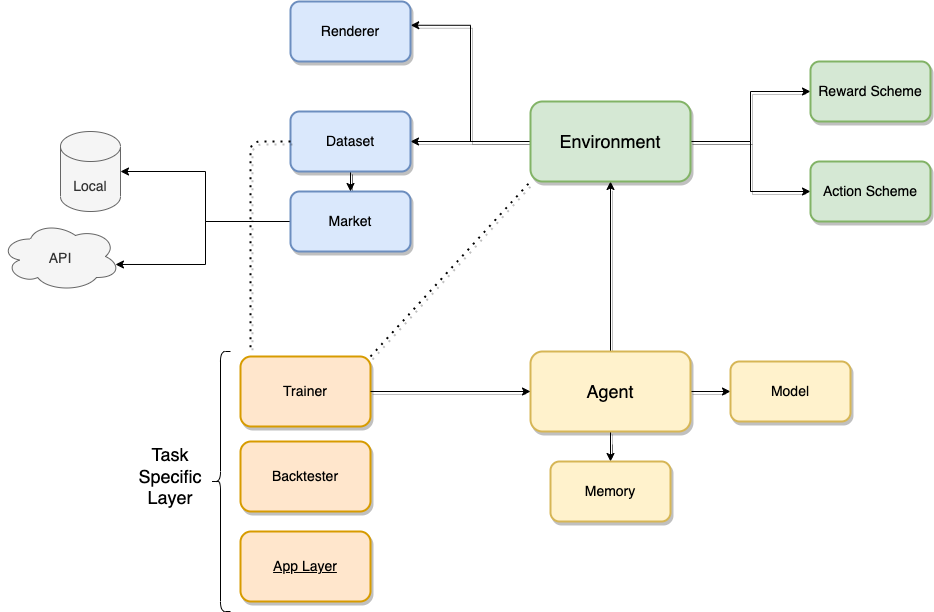 Renderer
Reward Scheme
Dataset
Environment
Local
Action Scheme
Market
API
Trainer
Agent
Model
Task
Specific
Layer
Backtester
Memory
App Layer